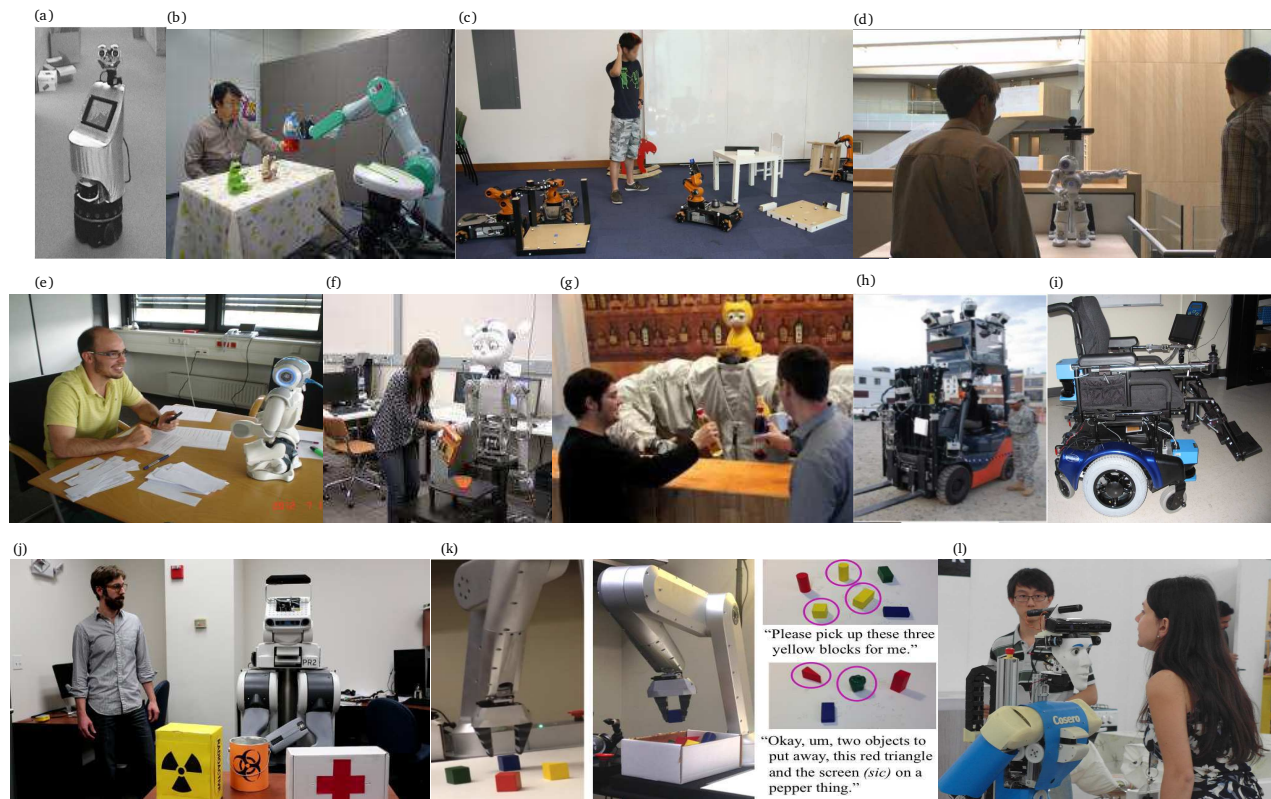 (a)
(b)
(c)
(d)
(e)
(f)
(g)
(h)
(i)
(j)
PR2
(k)
“Please pick up these three
yellow blocks for me.”
“Okay, um, two objects to
put away, this red triangle
and the screen (sic) on a
pepper thing.”
(l)
Casero